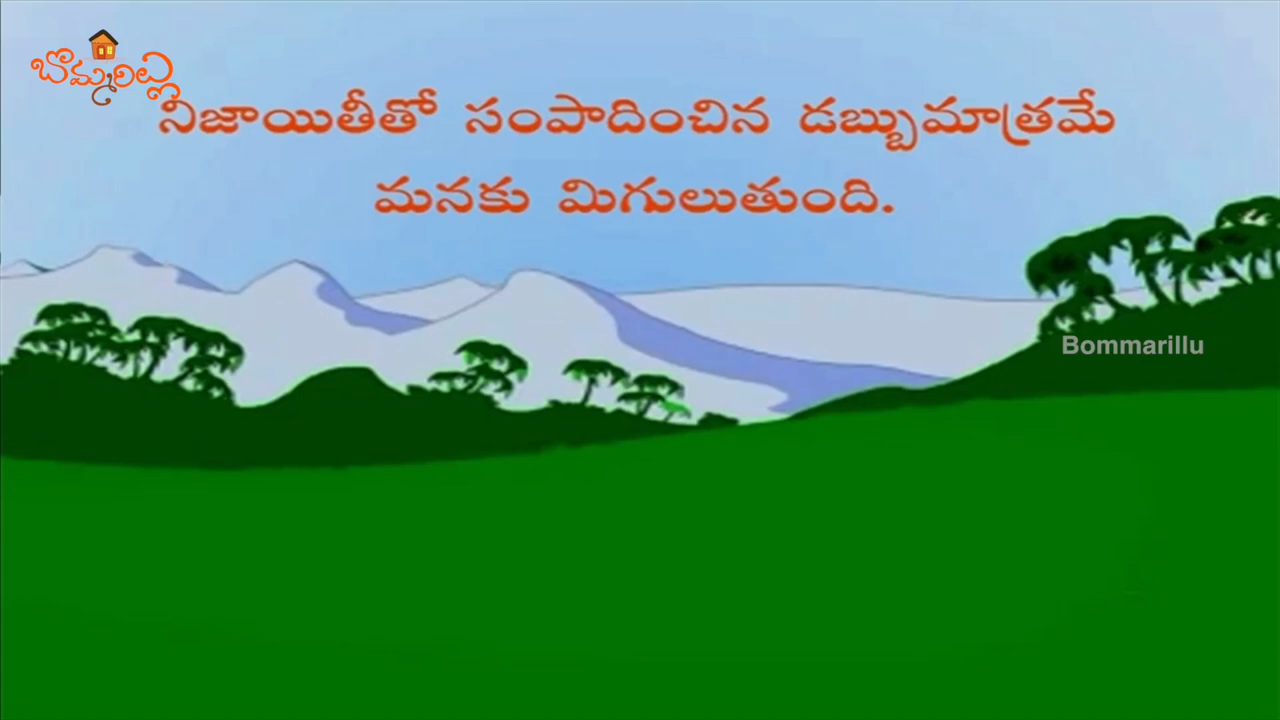 బొమ్మరిల్లు
నిజాయితీతో సంపాదించిన డబ్బుమాత్రమే
మనకు మిగులుతుంది.
Bommarillu